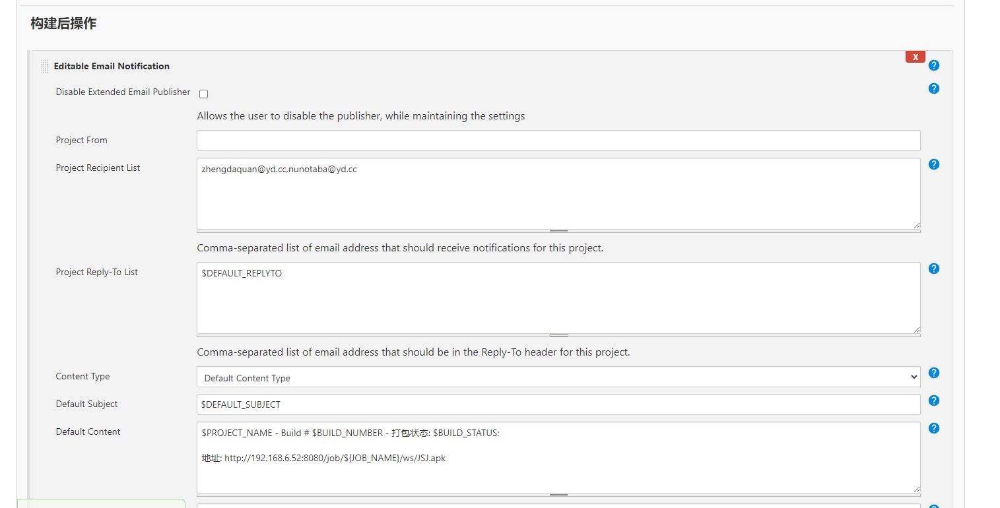 构建后操作
Editable Email Notification
X
?
Disable Extended Email Publisher
?
Allows the user to disable the publisher, while maintaining the settings
Project From
Project Recipient List
zhengdaquan@yd.cc,nunotaba@yd.cc
?
Comma-separated list of email address that should receive notifications for this project.
Project Reply-To List
$DEFAULT_REPLYTO
?
Comma-separated list of email address that should be in the Reply-To header for this project.
Content Type
Default Content Type
?
Default Subject
$DEFAULT_SUBJECT
?
Default Content
$PROJECT_NAME - Build # $BUILD_NUMBER - 打包状态: $BUILD_STATUS:
地址: http://192.168.6.52:8080/job/${JOB_NAME}/ws/JSJ.apk
?